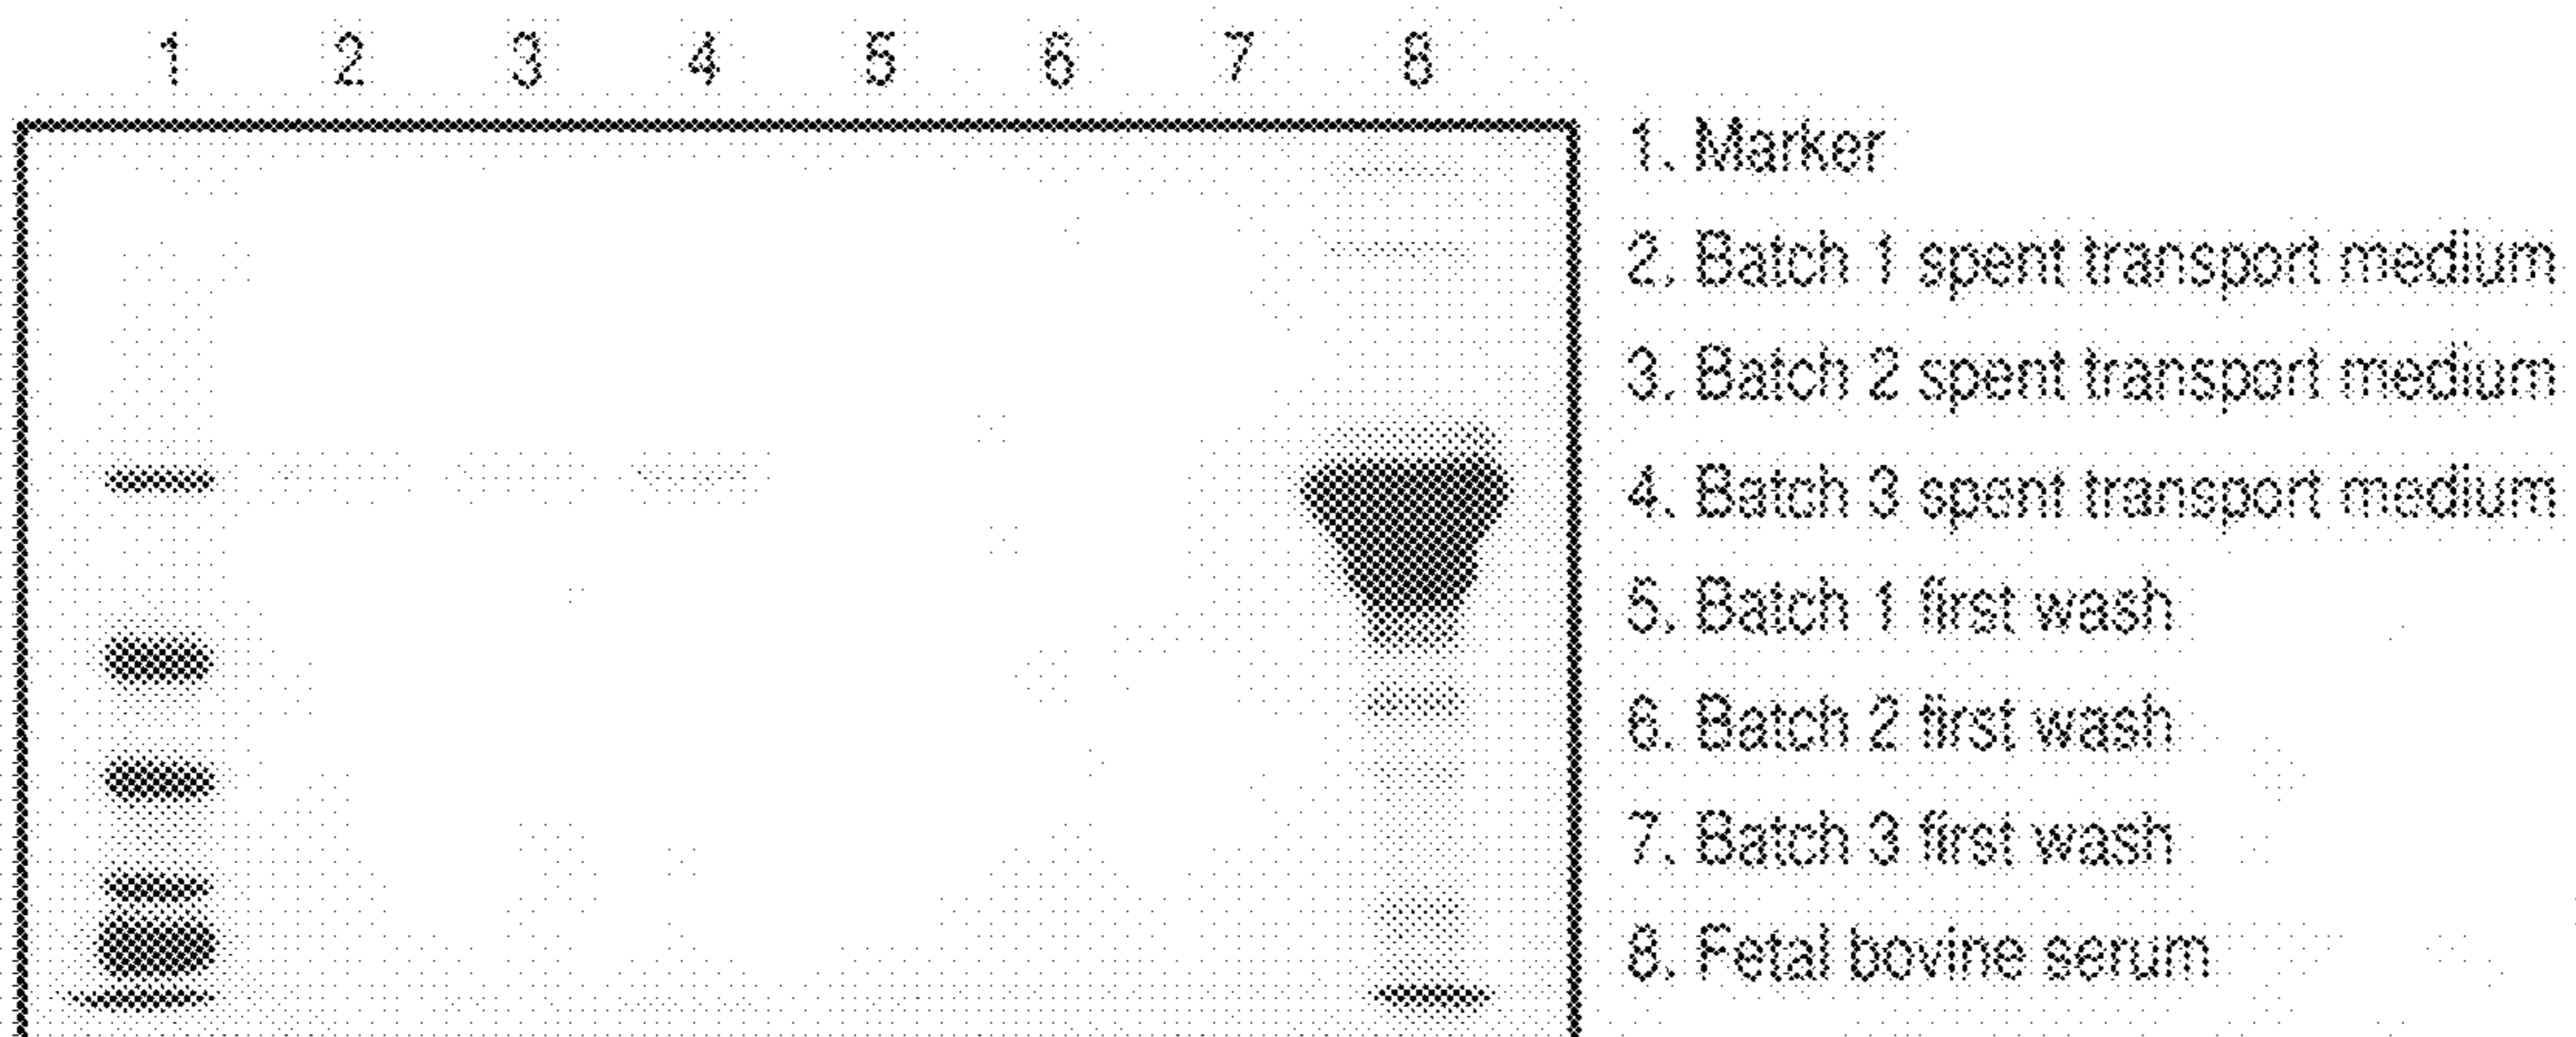 1 2 3 4 5 6 7 8
1. Marker
2. Batch 1 spent transport medium
3. Batch 2 spent transport medium
4. Batch 3 spent transport medium
5. Batch 1 first wash
6. Batch 2 first wash
7. Batch 3 first wash
8. Fetal bovine serum